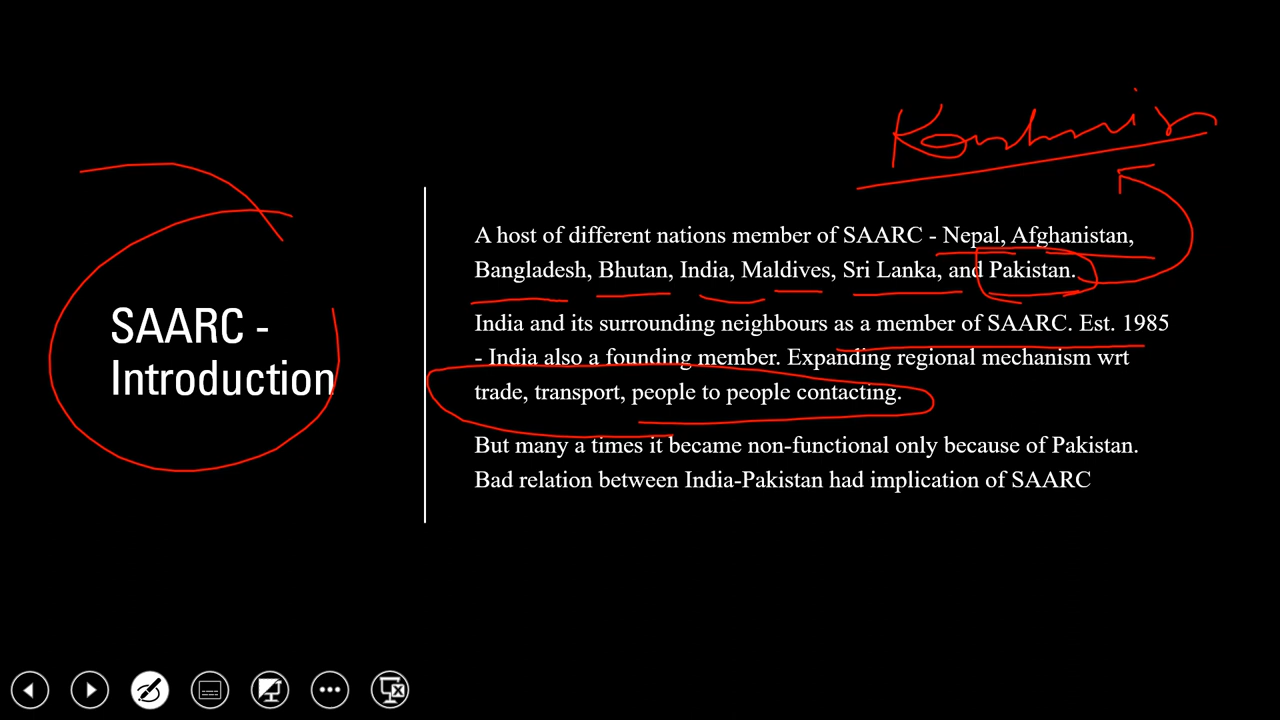 Kashmir
SAARC -
Introduction
A host of different nations member of SAARC - Nepal, Afghanistan,
Bangladesh, Bhutan, India, Maldives, Sri Lanka, and Pakistan.
India and its surrounding neighbours as a member of SAARC. Est. 1985
- India also a founding member. Expanding regional mechanism wrt
trade, transport, people to people contacting.
But many a times it became non-functional only because of Pakistan.
Bad relation between India-Pakistan had implication of SAARC